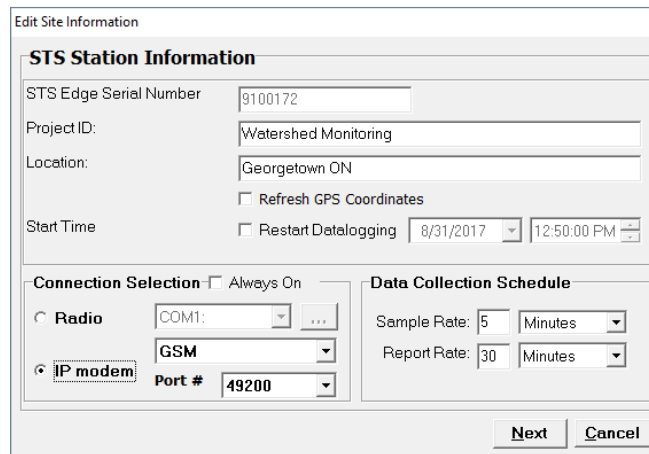 Edit Site Information
STS Station Information
STS Edge Serial Number 9100172
Project ID: Watershed Monitoring
Location: Georgetown ON
Refresh GPS Coordinates
Start Time Restart Datalogging 8/31/2017 12:50:00 PM
Connection Selection Always On
Radio COM1: ...
GSM
IP modem
Port # 49200
Data Collection Schedule
Sample Rate: 5 Minutes
Report Rate: 30 Minutes
Next Cancel